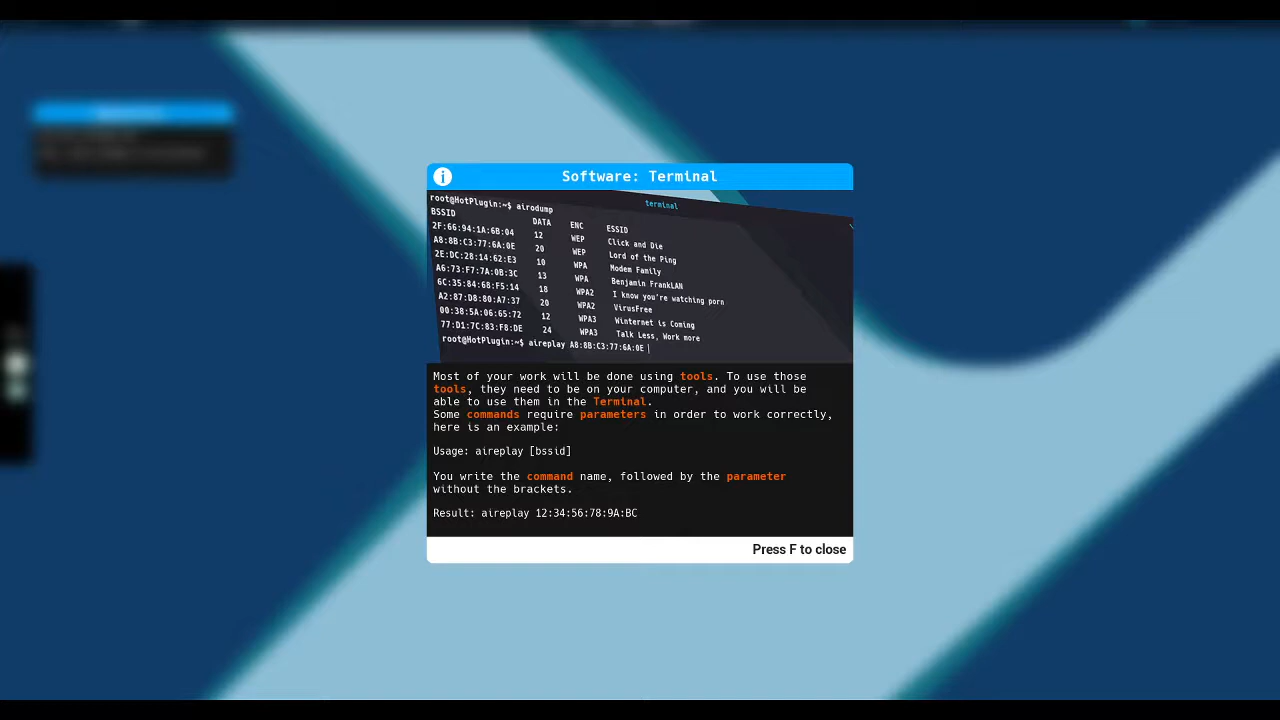 Software: Terminal
root@HotPlugin:~$ airodump
terminal
BSSID DATA ENC ESSID
2F:66:94:1A:6B:04 12 WEP Click and Die
A8:8B:C3:77:6A:0E 20 WEP Lord of the Ping
2E:DC:28:14:62:E3 10 WPA Modem Family
A6:73:F7:7A:0B:3C 13 WPA Benjamin FrankLAN
6C:35:84:68:F5:14 18 WPA2 I know you're watching porn
A2:87:D8:80:A7:37 20 WPA2 VirusFree
00:38:5A:06:65:72 12 WPA3 Winternet is Coming
77:D1:7C:83:F8:DE 24 WPA3 Talk Less, Work more
root@HotPlugin:~$ aireplay A8:8B:C3:77:6A:0E
Most of your work will be done using tools. To use those
tools, they need to be on your computer, and you will be
able to use them in the Terminal.
Some commands require parameters in order to work correctly,
here is an example:
Usage: aireplay [bssid]
You write the command name, followed by the parameter
without the brackets.
Result: aireplay 12:34:56:78:9A:BC
Press F to close